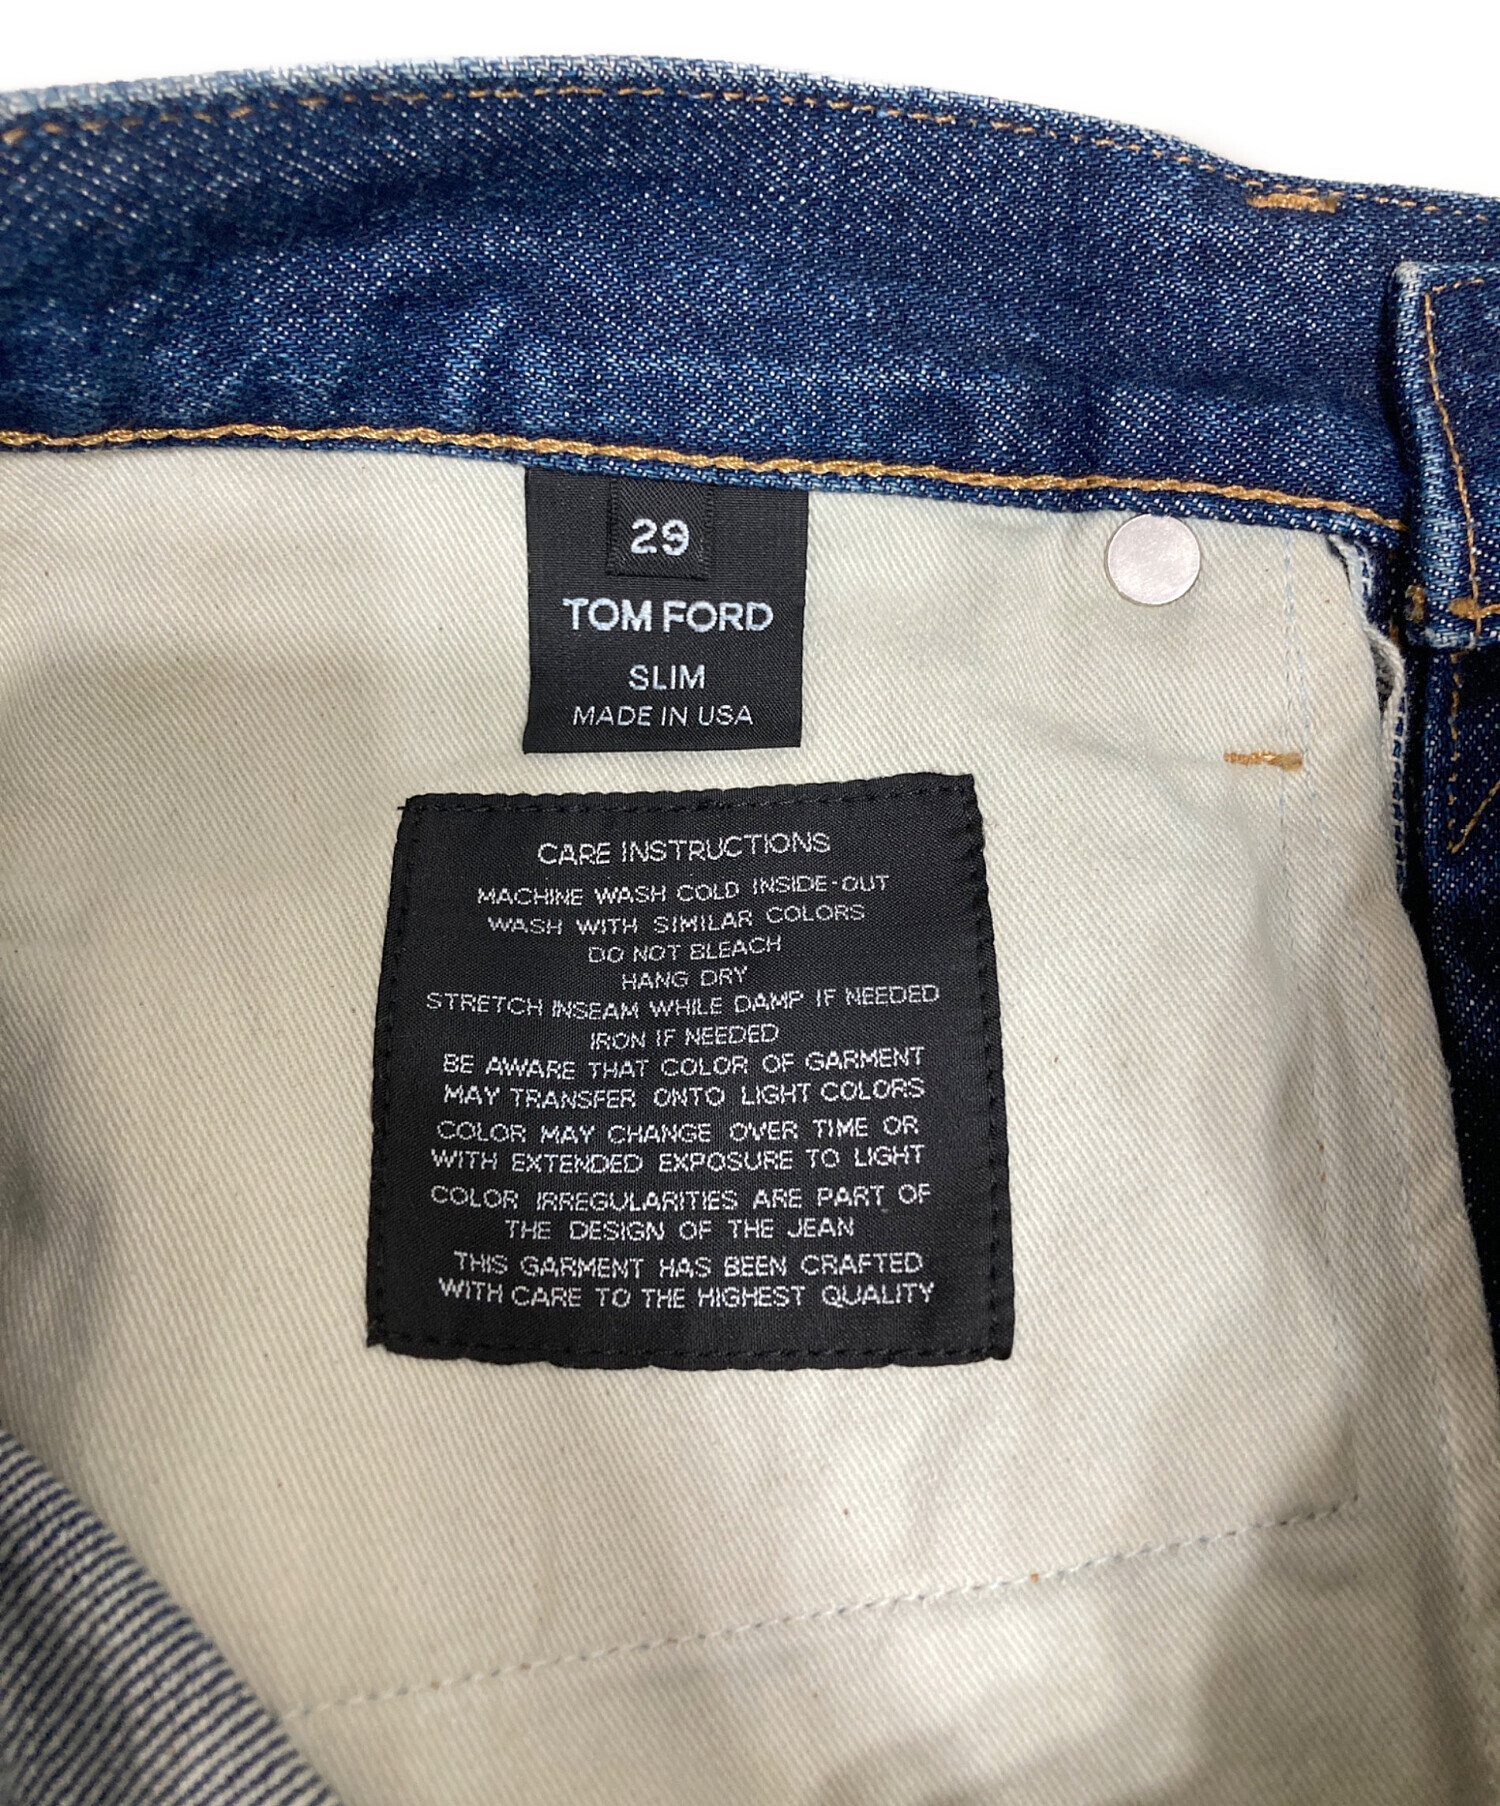 29
TOM FORD
SLIM
MADE IN USA
CARE INSTRUCTIONS
MACHINE WASH COLD INSIDE-OUT
WASH WITH SIMILAR COLORS
DO NOT BLEACH
HANG DRY
STRETCH INSEAM WHILE DAMP IF NEEDED
IRON IF NEEDED
BE AWARE THAT COLOR OF GARMENT
MAY TRANSFER ONTO LIGHT COLORS
COLOR MAY CHANGE OVER TIME OR
WITH EXTENDED EXPOSURE TO LIGHT
COLOR IRREGULARITIES ARE PART OF
THE DESIGN OF THE JEAN
THIS GARMENT HAS BEEN CRAFTED
WITH CARE TO THE HIGHEST QUALITY